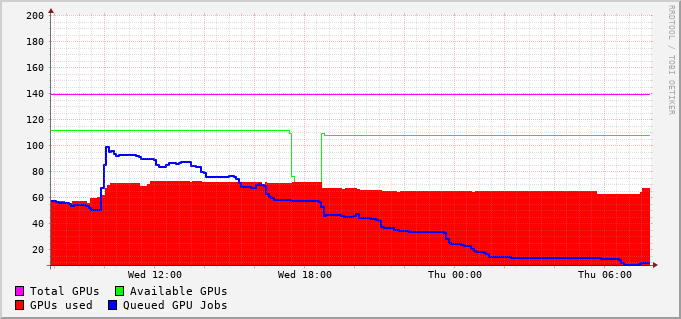 200
180
160
140
120
100
80
60
40
20
Wed 12:00 Wed 18:00 Thu 00:00 Thu 06:00
Total GPUs Available GPUs
GPUs used Queued GPU Jobs
RRDTOOL / TOBI OETIKER